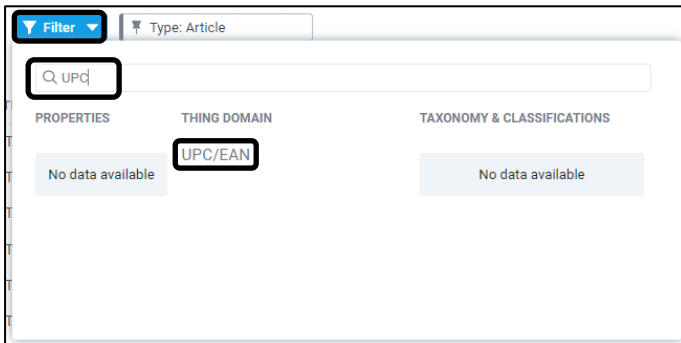 Filter
Type: Article
UPC
PROPERTIES
THING DOMAIN
TAXONOMY & CLASSIFICATIONS
UPC/EAN
No data available
No data available